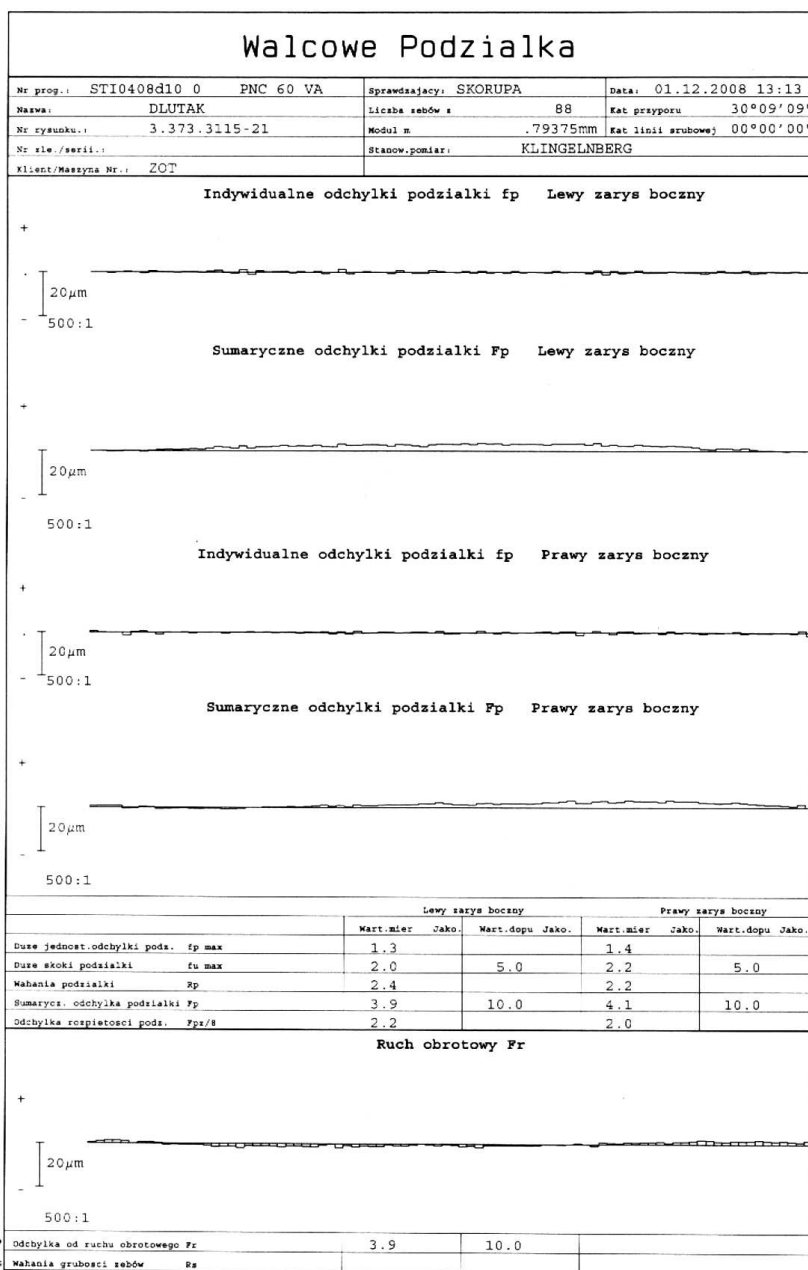 Walcowe Podzialka
Nr prog.: STI0408d10 0 PNC 60 VA Sprawdzajacy: SKORUPA Data: 01.12.2008 13:13
Nazwa: DLUTAK Liczba zebów z 88 Kat przyporu 30°09'09"
Nr rysunku.: 3.373.3115-21 Modul m .79375mm Kat linii srubowej 00°00'00"
Nr zle./serii.: Stanow.pomiar: KLINGELNBERG
Klient/Maszyna Nr.: ZOT
Indywidualne odchylki podzialki fp Lewy zarys boczny
+
20µm
-
500:1
Sumaryczne odchylki podzialki Fp Lewy zarys boczny
+
20µm
-
500:1
Indywidualne odchylki podzialki fp Prawy zarys boczny
+
20µm
-
500:1
Sumaryczne odchylki podzialki Fp Prawy zarys boczny
+
20µm
-
500:1
Lewy zarys boczny Prawy zarys boczny
Wart.mier Jako. Wart.dopu Jako. Wart.mier Jako. Wart.dopu Jako.
Duze jednost.odchylki podz. fp max 1.3 1.4
Duze skoki podzialki fu max 2.0 5.0 2.2 5.0
Wahania podzialki Rp 2.4 2.2
Sumarycz. odchylka podzialki Fp 3.9 10.0 4.1 10.0
Odchylka rozpietosci podz. Fpz/8 2.2 2.0
Ruch obrotowy Fr
+
20µm
-
500:1
Odchylka od ruchu obrotowego Fr 3.9 10.0
Wahania grubosci zebów Rs